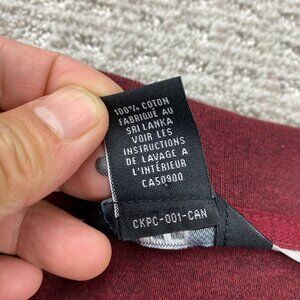 100% COTON
FABRIQUÉ AU
SRI LANKA
VOIR LES
INSTRUCTIONS
DE LAVAGE À
L'INTÉRIEUR
CA50900
CKPC-001-CAN